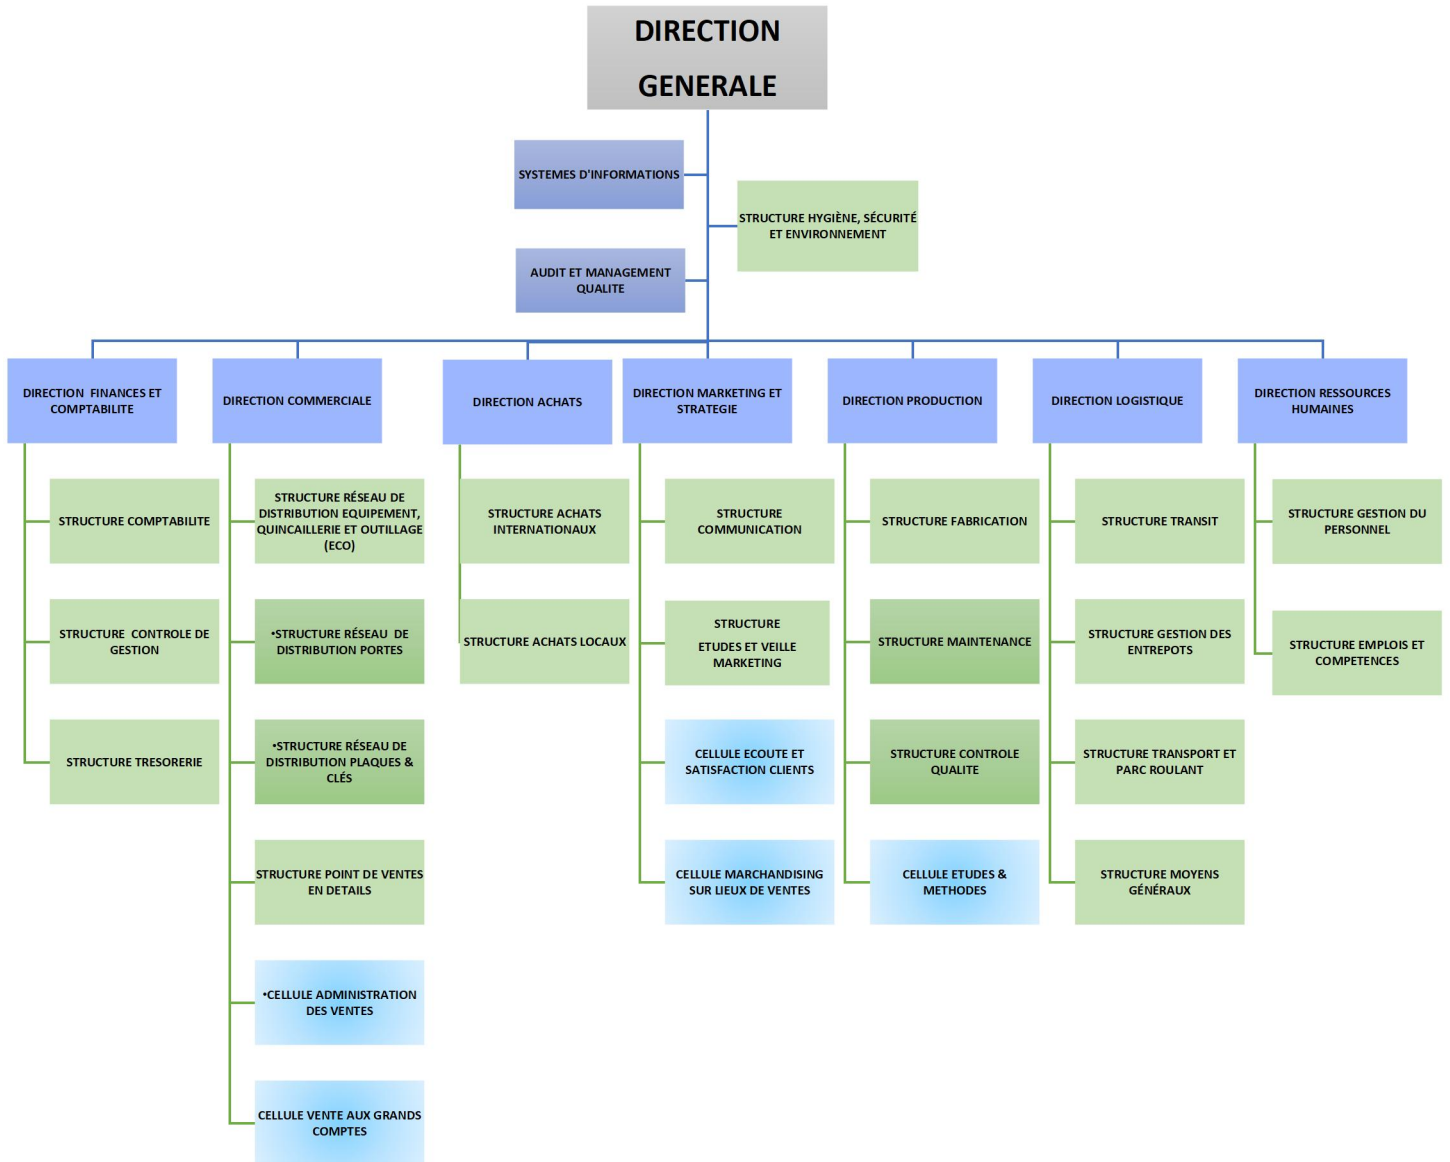 DIRECTION
GENERALE
SYSTEMES D'INFORMATIONS
STRUCTURE HYGIÈNE, SÉCURITÉ
ET ENVIRONNEMENT
AUDIT ET MANAGEMENT
QUALITE
DIRECTION  FINANCES ET
COMPTABILITE
DIRECTION COMMERCIALE
DIRECTION ACHATS
DIRECTION MARKETING ET
STRATEGIE
DIRECTION PRODUCTION
DIRECTION LOGISTIQUE
DIRECTION RESSOURCES
HUMAINES
STRUCTURE COMPTABILITE
STRUCTURE  CONTROLE DE
GESTION
STRUCTURE TRESORERIE
STRUCTURE RÉSEAU DE
DISTRIBUTION EQUIPEMENT,
QUINCAILLERIE ET OUTILLAGE
(ECO)
•STRUCTURE RÉSEAU  DE
DISTRIBUTION PORTES
•STRUCTURE RÉSEAU DE
DISTRIBUTION PLAQUES &
CLÉS
STRUCTURE POINT DE VENTES
EN DETAILS
•CELLULE ADMINISTRATION
DES VENTES
CELLULE VENTE AUX GRANDS
COMPTES
STRUCTURE ACHATS
INTERNATIONAUX
STRUCTURE ACHATS LOCAUX
STRUCTURE
COMMUNICATION
STRUCTURE
ETUDES ET VEILLE
MARKETING
CELLULE ECOUTE ET
SATISFACTION CLIENTS
CELLULE MARCHANDISING
SUR LIEUX DE VENTES
STRUCTURE FABRICATION
STRUCTURE MAINTENANCE
STRUCTURE CONTROLE
QUALITE
CELLULE ETUDES &
METHODES
STRUCTURE TRANSIT
STRUCTURE GESTION DES
ENTREPOTS
STRUCTURE TRANSPORT ET
PARC ROULANT
STRUCTURE MOYENS
GÉNÉRAUX
STRUCTURE GESTION DU
PERSONNEL
STRUCTURE EMPLOIS ET
COMPETENCES